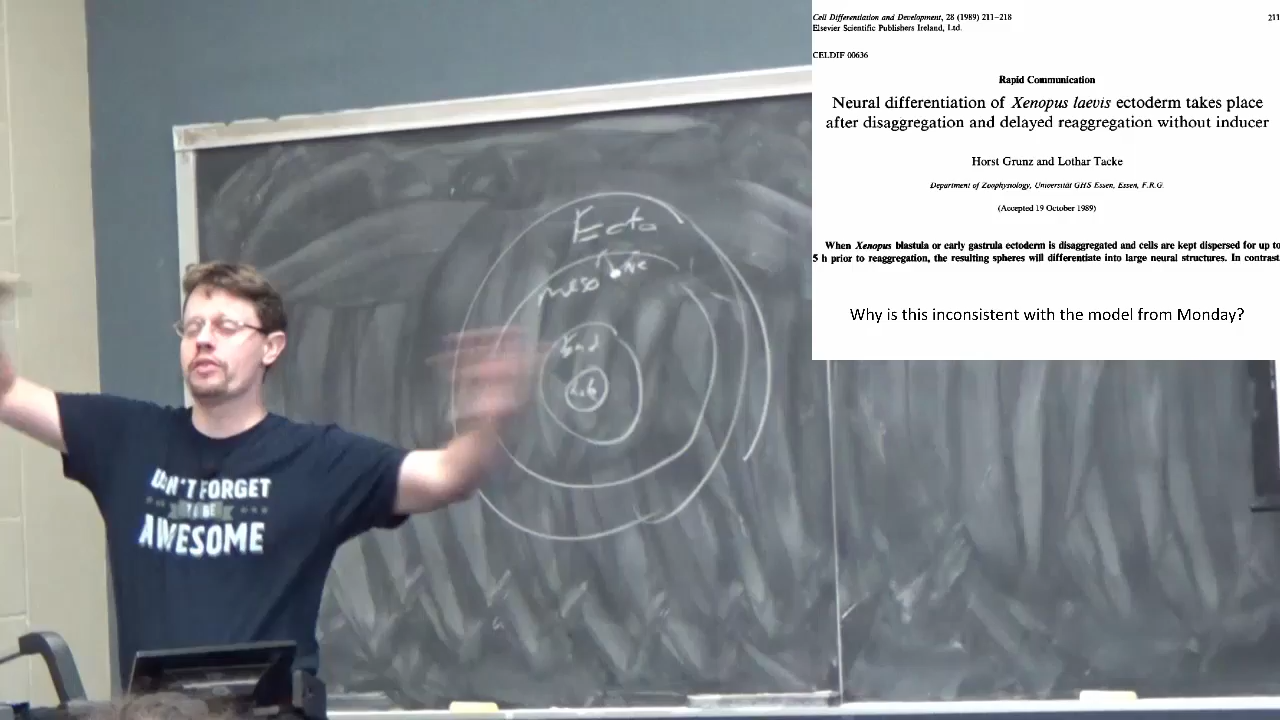 Cell Differentiation and Development, 28 (1989) 211–218
211
Elsevier Scientific Publishers Ireland, Ltd.
CELDIF 00636
Rapid Communication
Neural differentiation of Xenopus laevis ectoderm takes place
after disaggregation and delayed reaggregation without inducer
Horst Grunz and Lothar Tacke
Department of Zoophysiology, Universität GHS Essen, Essen, F.R.G.
(Accepted 19 October 1989)
When Xenopus blastula or early gastrula ectoderm is disaggregated and cells are kept dispersed for up to
5 h prior to reaggregation, the resulting spheres will differentiate into large neural structures. In contrast
Why is this inconsistent with the model from Monday?
Ecto
meso
End
DON'T FORGET
TO BE
AWESOME